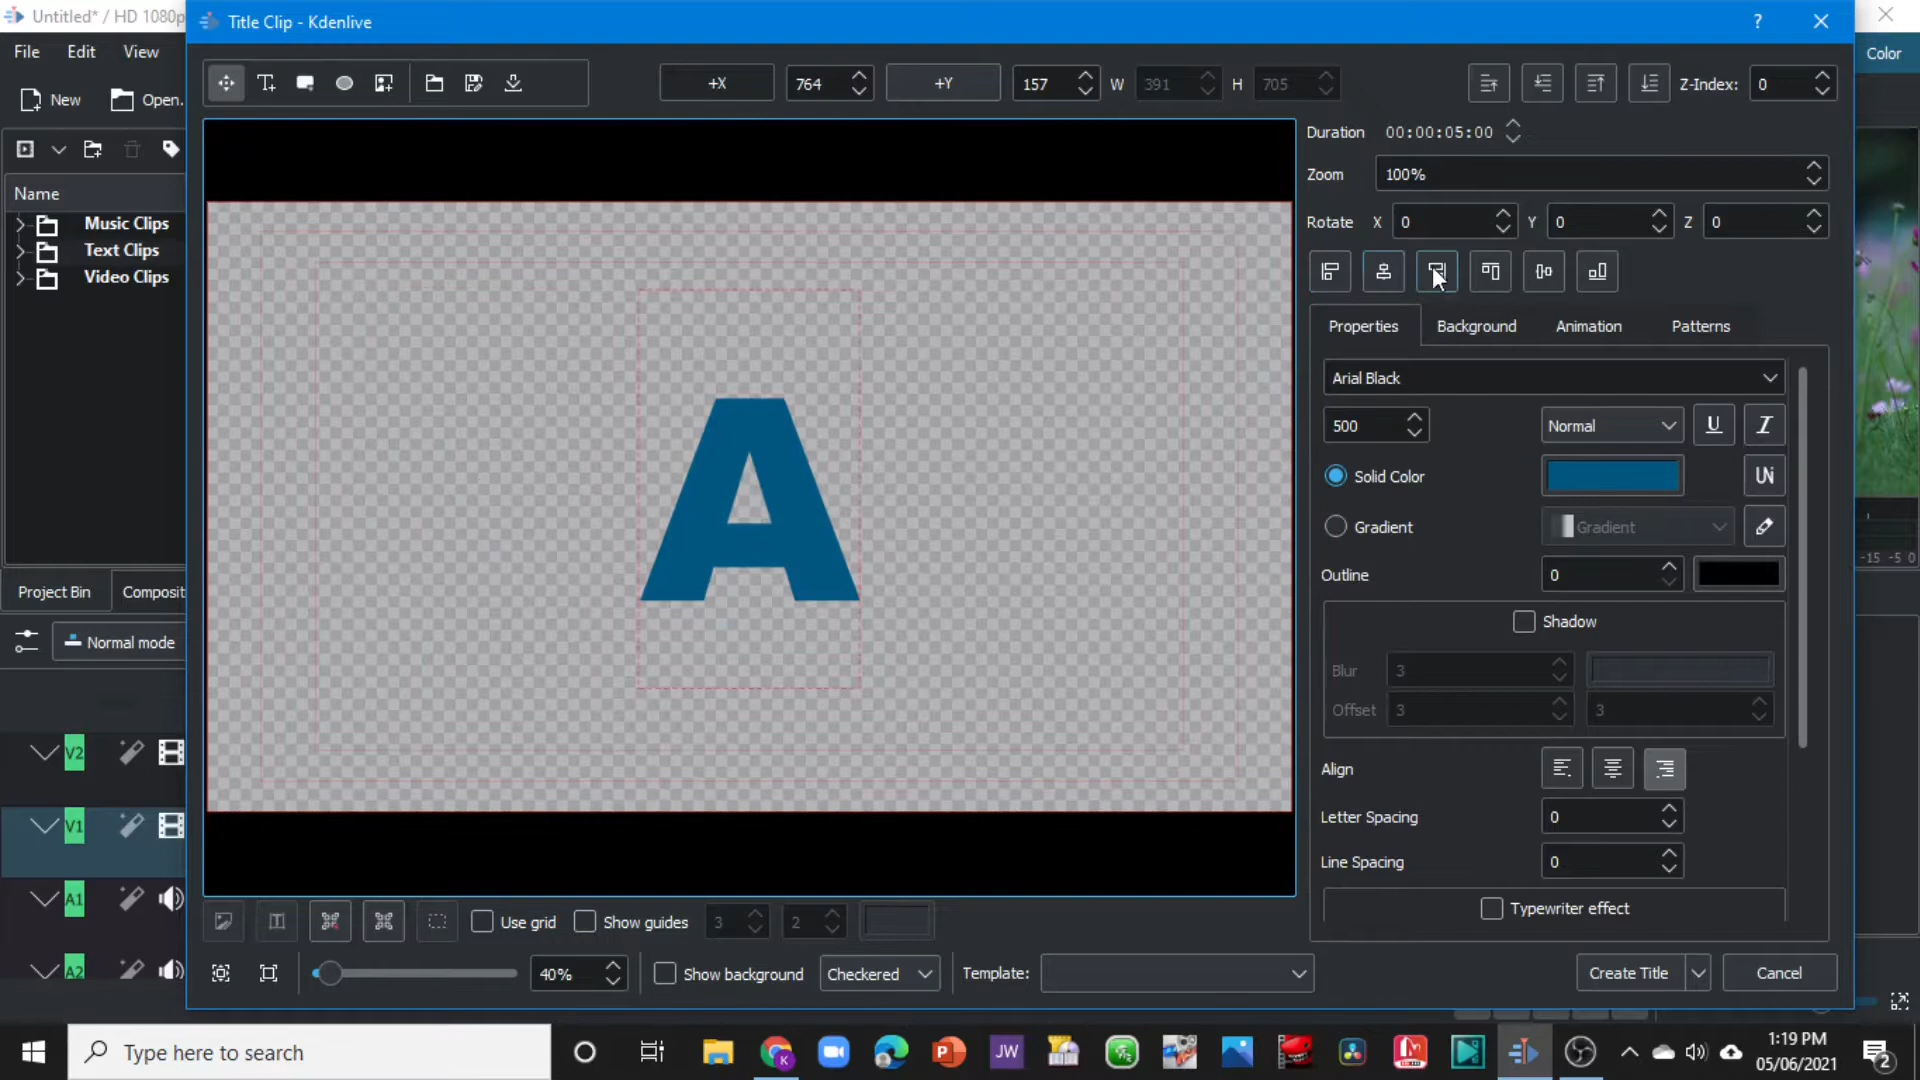 Untitled* / HD 1080p
Title Clip - Kdenlive
?
File Edit View
Color
New Open.
+X 764 +Y 157 W 391 H 705
Z-Index: 0
Duration 00:00:05:00
Zoom 100%
Rotate X 0 Y 0 Z 0
Name
Music Clips
Text Clips
Video Clips
Properties Background Animation Patterns
Arial Black
500 Normal U I
Solid Color
Gradient Gradient
Outline 0
Shadow
Blur 3
Offset 3 3
Align
Letter Spacing 0
Line Spacing 0
Typewriter effect
A
-15 -5 0
Project Bin Composit
Normal mode
V2
V1
A1
A2
Use grid Show guides 3 2
40% Show background Checkered Template:
Create Title Cancel
Type here to search
JW
1:19 PM
05/06/2021
2